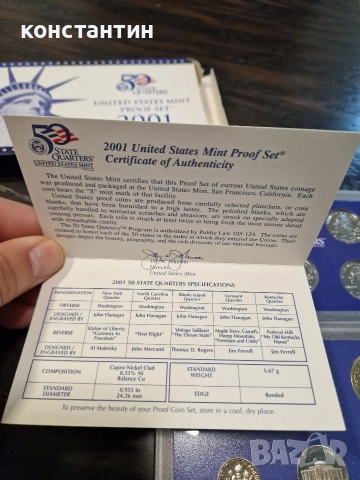 КОНСТАНТИН
50
STATE
QUARTERS
UNITED STATES MINT
PROOF SET
2001
50
STATE
QUARTERS
UNITED STATES MINT
2001 United States Mint Proof Set®
Certificate of Authenticity
The United States Mint certifies that this Proof Set of current United States coinage
was produced and packaged at the United States Mint, San Francisco, California. Each
coin bears the "S" mint mark of that facility.
United States proof coins are produced from carefully selected planchets, or coin
blanks, that have been burnished to a high luster. The polished blanks, which are
carefully handled to minimize scratches and abrasions, are struck on specially adapted
coining presses. Each coin is struck at least twice to bring forth the most minute detail.
The 50 State Quarters® Program is authorized by Public Law 105-124. The coins are
created to honor each of the 50 states in the order in which they entered the Union. Their
designs depict the history, geography, and rich diversity of our national heritage.
Director
United States Mint
2001 50 STATE QUARTERS SPECIFICATIONS
DENOMINATION New York Quarter North Carolina Quarter Rhode Island Quarter Vermont Quarter Kentucky Quarter
OBVERSE Washington Washington Washington Washington Washington
DESIGNED / ENGRAVED BY John Flanagan John Flanagan John Flanagan John Flanagan John Flanagan
REVERSE Statue of Liberty "Gateway to Freedom" "First Flight" Vintage Sailboat "The Ocean State" Maple Trees, Camel's Hump Mountain, "Freedom and Unity" Federal Hill "My Old Kentucky Home"
DESIGNED / ENGRAVED BY Al Maletsky John Mercanti Thomas D. Rogers Jim Ferrell
COMPOSITION Cupro-Nickel Clad 8.33% Ni Balance Cu STANDARD WEIGHT 5.67 g
STANDARD DIAMETER 0.955 in 24.26 mm EDGE Reeded
To preserve the beauty of your Proof Coin Set, store in a cool, dry place.
bazar.bg